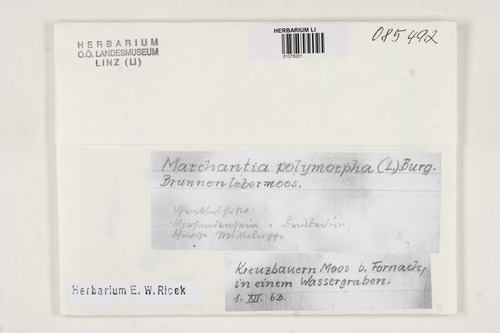 HERBARIUM
O.Ö. LANDESMUSEUM
LINZ (LI)
HERBARIUM LI
01078251
085492
Marchantia polymorpha (L.) Burg.
Brunnenlebermoos.
Kreuzbauern Moos b. Fornach,
in einem Wassergraben.
1. XII. 63.
Herbarium E. W. Ricek